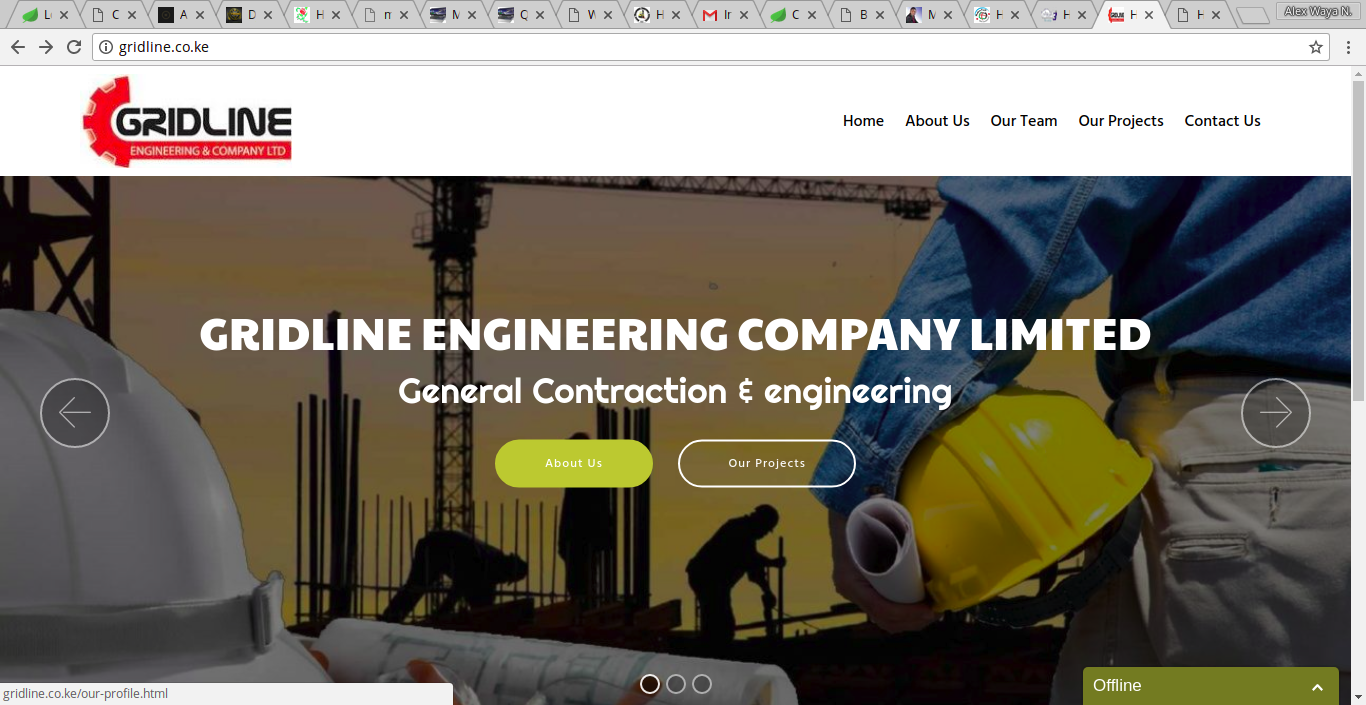 L
C
A
D
H
n
M
Q
W
H
Ir
C
B
M
H
H
H
H
Alex Waya N.
gridline.co.ke
GRIDLINE
ENGINEERING & COMPANY LTD
Home About Us Our Team Our Projects Contact Us
GRIDLINE ENGINEERING COMPANY LIMITED
General Contraction & engineering
About Us Our Projects
gridline.co.ke/our-profile.html
Offline